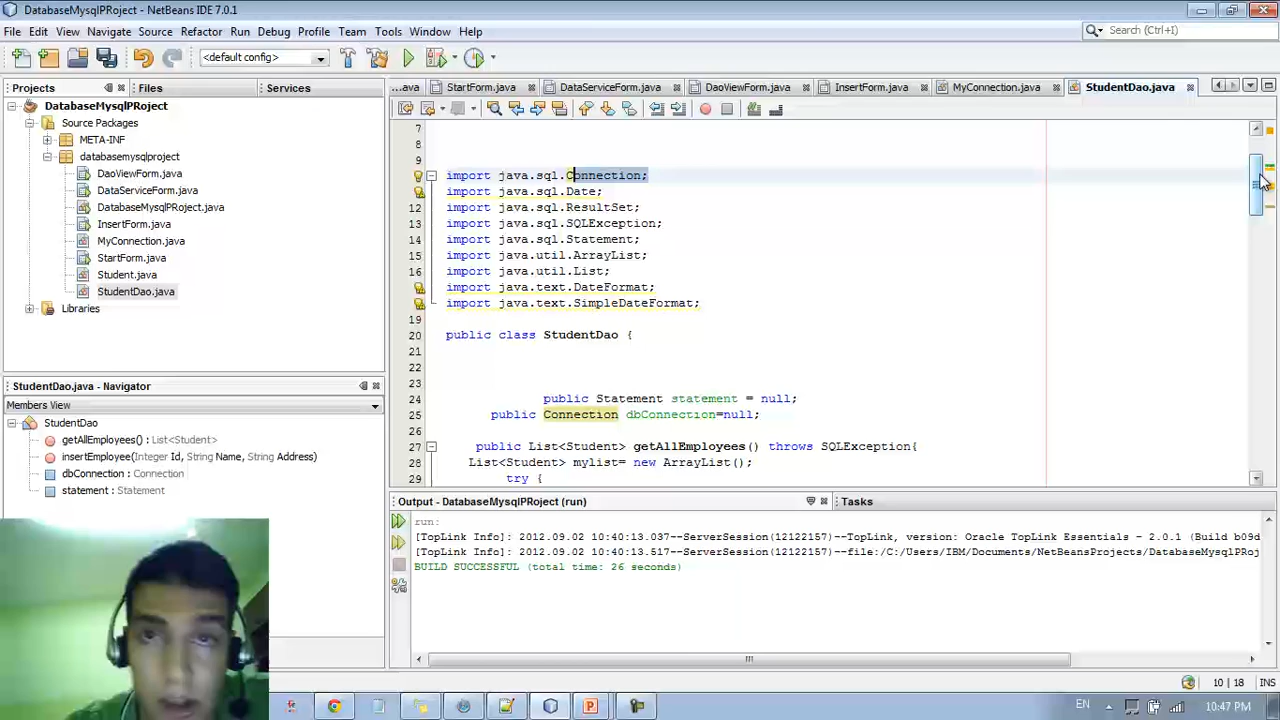 DatabaseMysqlPRoject - NetBeans IDE 7.0.1
File Edit View Navigate Source Refactor Run Debug Profile Team Tools Window Help
Search (Ctrl+I)
<default config>
Projects Files Services
...ava StartForm.java DataServiceForm.java DaoViewForm.java InsertForm.java MyConnection.java StudentDao.java
DatabaseMysqlPRoject
Source Packages
META-INF
databasemysqlproject
DaoViewForm.java
DataServiceForm.java
DatabaseMysqlPRoject.java
InsertForm.java
MyConnection.java
StartForm.java
Student.java
StudentDao.java
Libraries
StudentDao.java - Navigator
Members View
StudentDao
getAllEmployees() : List<Student>
insertEmployee(Integer Id, String Name, String Address)
dbConnection : Connection
statement : Statement
7
8
9
import java.sql.Connection;
import java.sql.Date;
12 import java.sql.ResultSet;
13 import java.sql.SQLException;
14 import java.sql.Statement;
15 import java.util.ArrayList;
16 import java.util.List;
import java.text.DateFormat;
import java.text.SimpleDateFormat;
19
20 public class StudentDao {
21
22
23
24 public Statement statement = null;
25 public Connection dbConnection=null;
26
27 public List<Student> getAllEmployees() throws SQLException{
28 List<Student> mylist= new ArrayList();
29 try {
Output - DatabaseMysqlPRoject (run) Tasks
run:
[TopLink Info]: 2012.09.02 10:40:13.037--ServerSession(12122157)--TopLink, version: Oracle TopLink Essentials - 2.0.1 (Build b09d
[TopLink Info]: 2012.09.02 10:40:13.517--ServerSession(12122157)--file:/C:/Users/IBM/Documents/NetBeansProjects/DatabaseMysqlPRoj
BUILD SUCCESSFUL (total time: 26 seconds)
10 | 18 INS
EN 10:47 PM